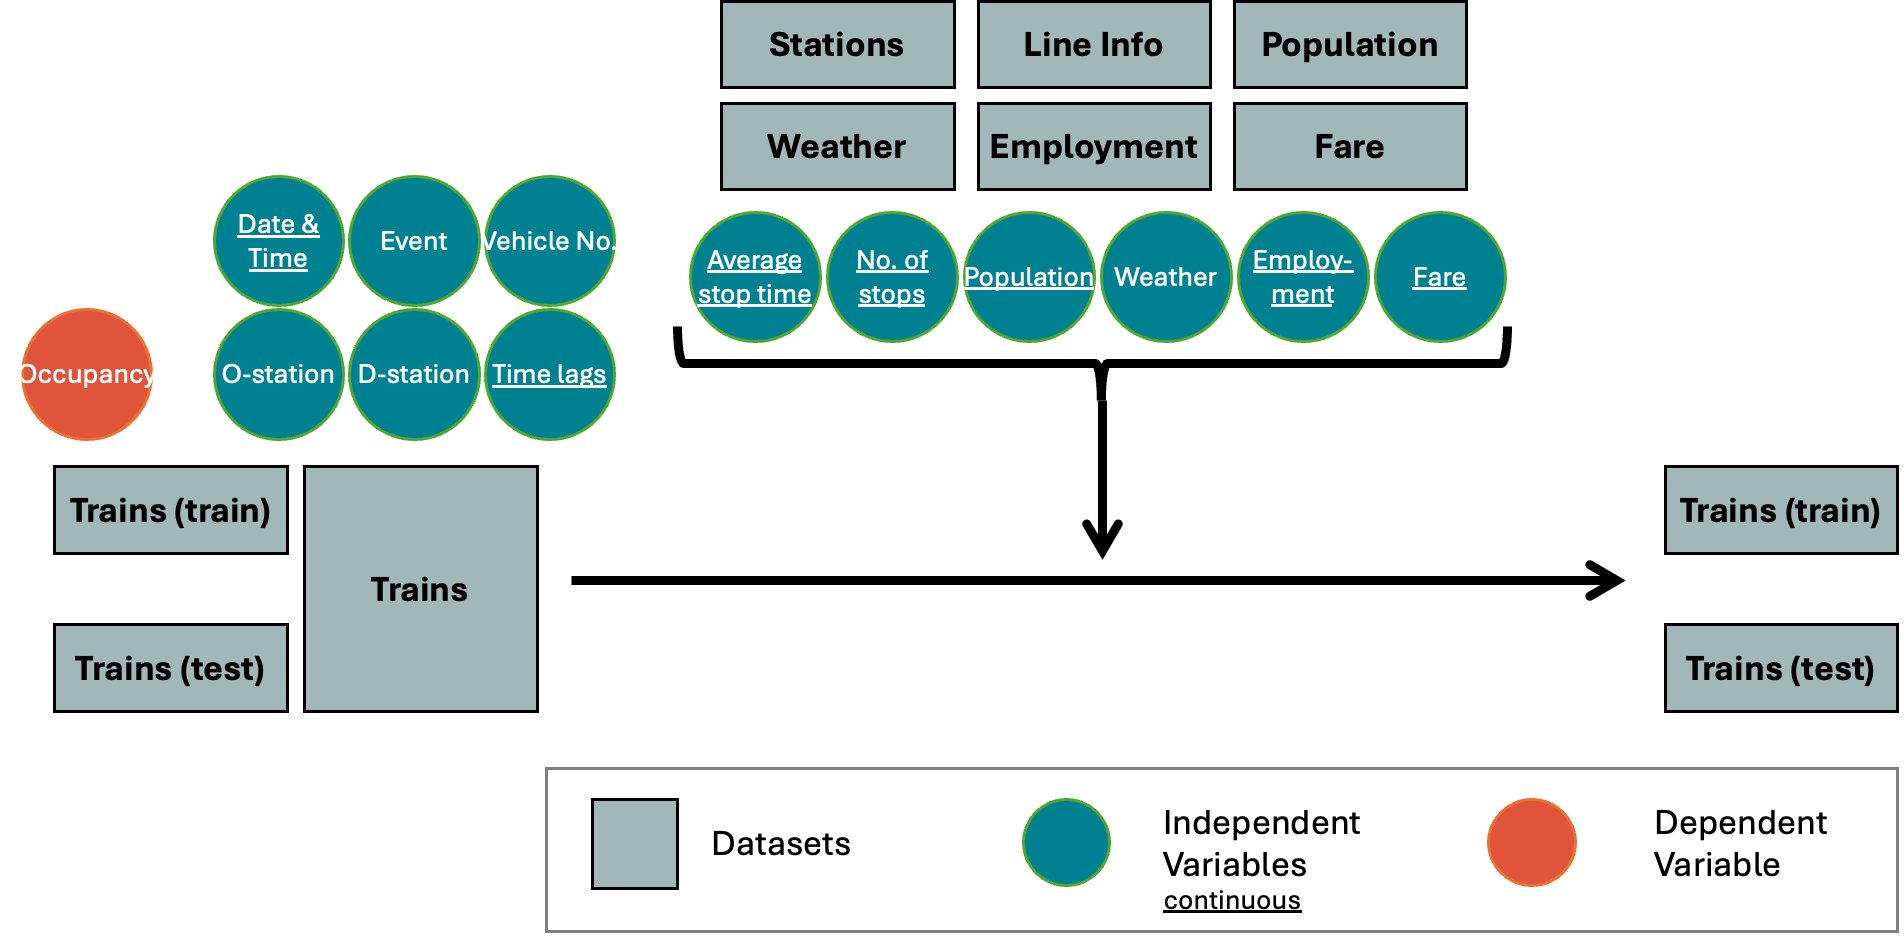 Stations
Line Info
Population
Weather
Employment
Fare
Date &
Time
Event
Vehicle No.
Average
stop time
No. of
stops
Population
Weather
Employ-
ment
Fare
Occupancy
O-station
D-station
Time lags
Trains (train)
Trains
Trains (test)
Trains (train)
Trains (test)
Datasets
Independent
Variables
continuous
Dependent
Variable